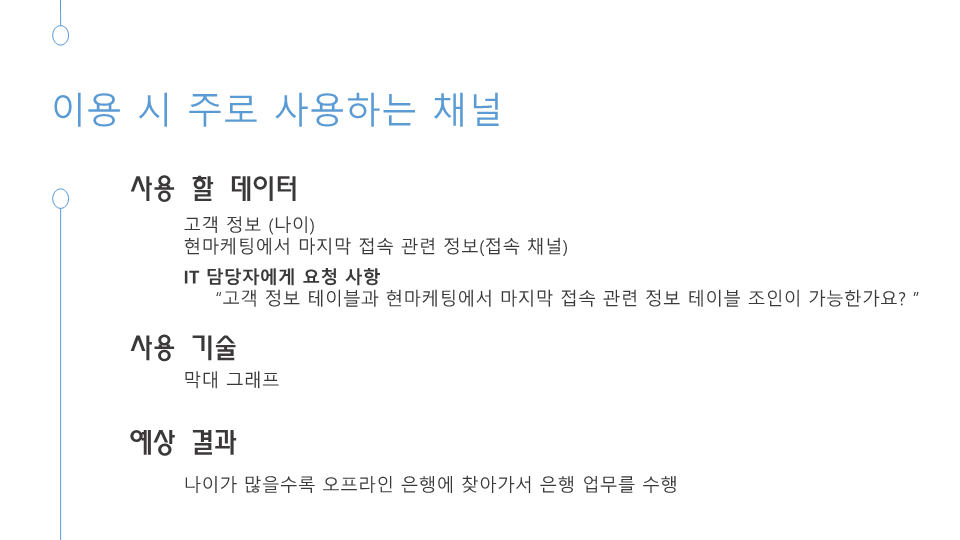 이용 시 주로 사용하는 채널
사용 할 데이터
고객 정보 (나이)
현마케팅에서 마지막 접속 관련 정보(접속 채널)
IT 담당자에게 요청 사항
“고객 정보 테이블과 현마케팅에서 마지막 접속 관련 정보 테이블 조인이 가능한가요? ”
사용 기술
막대 그래프
예상 결과
나이가 많을수록 오프라인 은행에 찾아가서 은행 업무를 수행